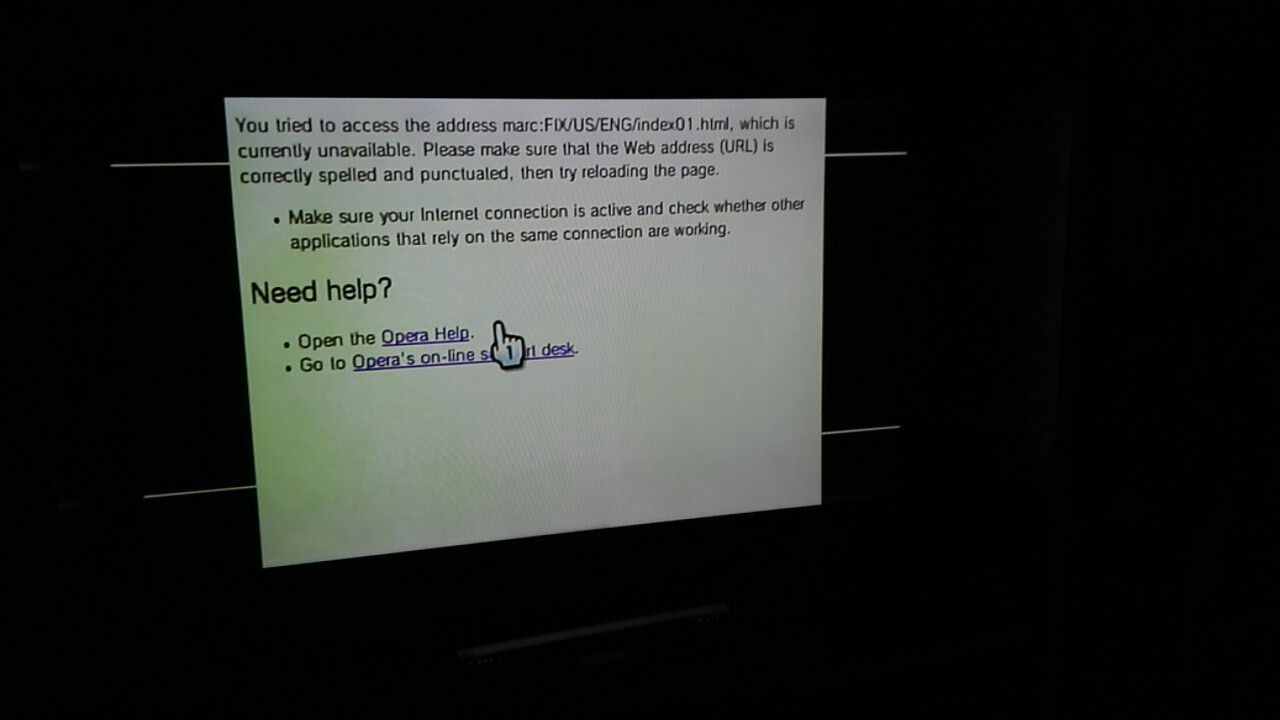 You tried to access the address marc:FIX/US/ENG/index01.html, which is
currently unavailable. Please make sure that the Web address (URL) is
correctly spelled and punctuated, then try reloading the page.
• Make sure your Internet connection is active and check whether other
applications that rely on the same connection are working.
Need help?
• Open the Opera Help.
• Go to Opera's on-line desk.
1